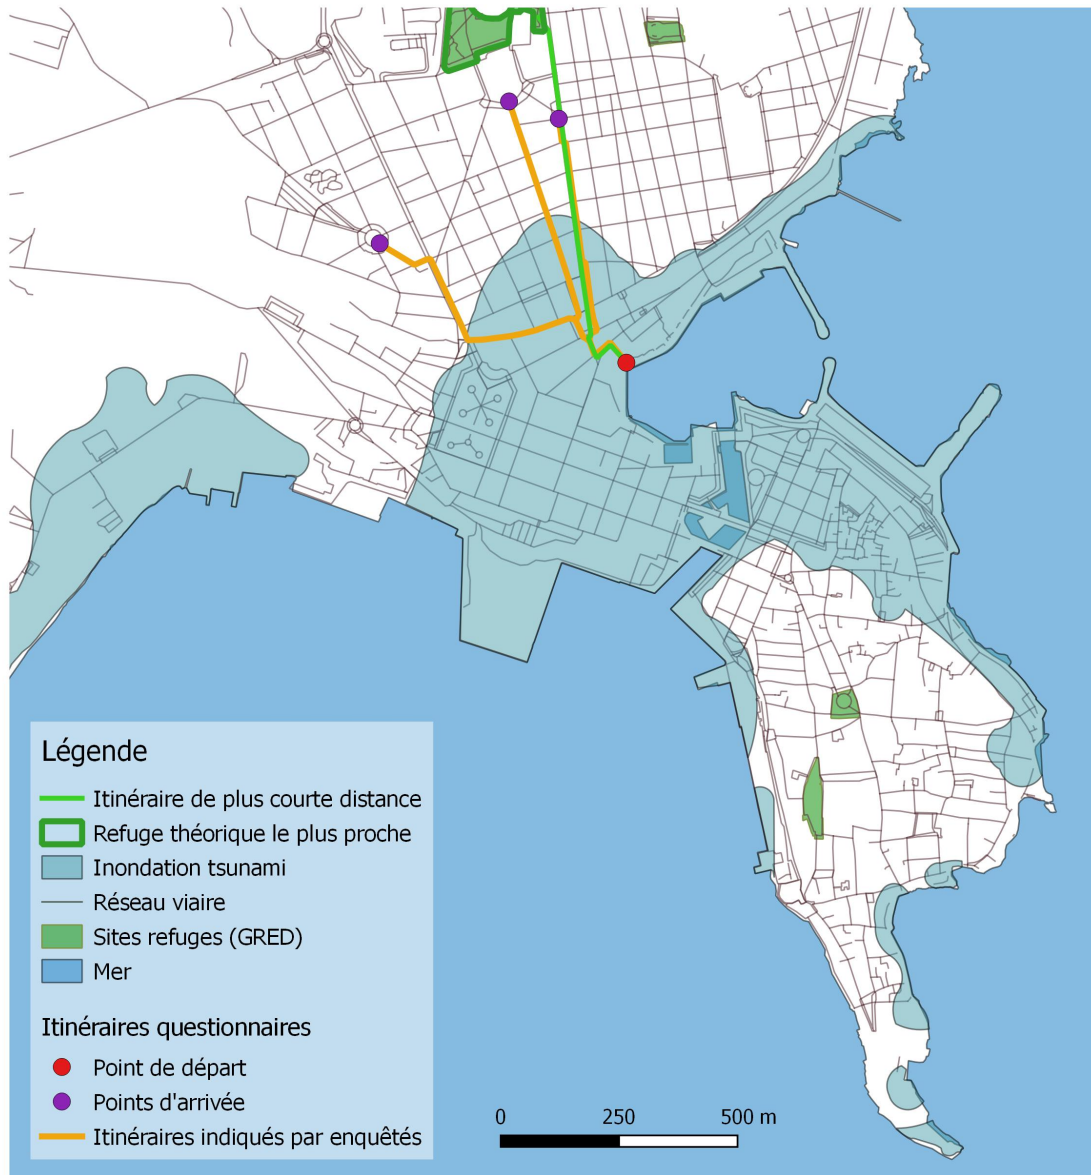 Légende
Itinéraire de plus courte distance
Refuge théorique le plus proche
Inondation tsunami
Réseau viaire
Sites refuges (GRED)
Mer
Itinéraires questionnaires
Point de départ
Points d'arrivée
Itinéraires indiqués par enquêtés
0 250 500 m